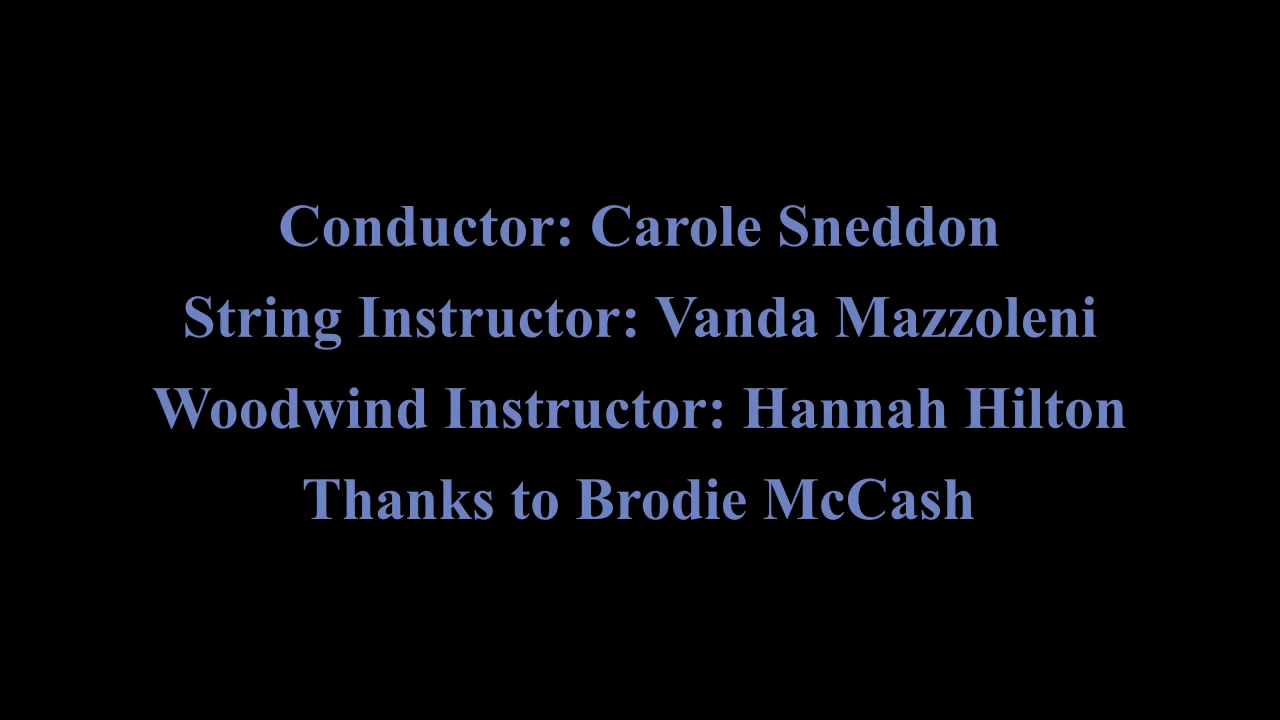 Conductor: Carole Sneddon
String Instructor: Vanda Mazzoleni
Woodwind Instructor: Hannah Hilton
Thanks to Brodie McCash